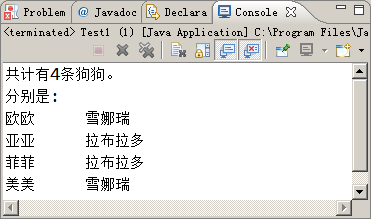 Problem Javadoc Declara Console
<terminated> Test1 (1) [Java Application] C:\Program Files\Ja
共计有4条狗狗。
分别是:
欧欧 雪娜瑞
亚亚 拉布拉多
菲菲 拉布拉多
美美 雪娜瑞